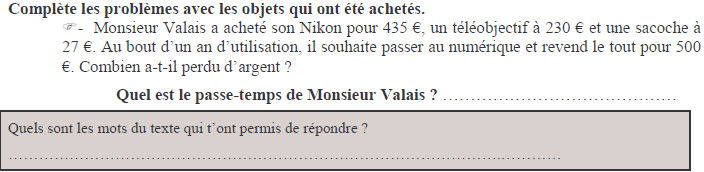 Complète les problèmes avec les objets qui ont été achetés.
☞- Monsieur Valais a acheté son Nikon pour 435 €, un téléobjectif à 230 € et une sacoche à
27 €. Au bout d’un an d’utilisation, il souhaite passer au numérique et revend le tout pour 500
€. Combien a-t-il perdu d’argent ?
Quel est le passe-temps de Monsieur Valais ? ………………………………………
Quels sont les mots du texte qui t’ont permis de répondre ?
…………………………………………………………………………………………………